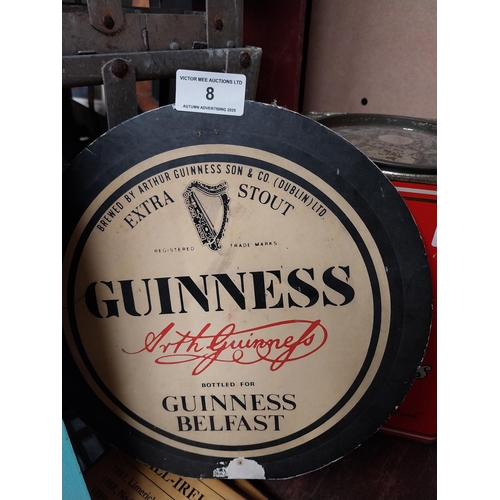 VICTOR MEE AUCTIONS LTD
8
AUTUMN ADVERTISING 2025
BREWED BY ARTHUR GUINNESS SON & CO. (DUBLIN) LTD.
EXTRA STOUT
REGISTERED TRADE MARKS
GUINNESS
Arth Guinness
BOTTLED FOR
GUINNESS
BELFAST